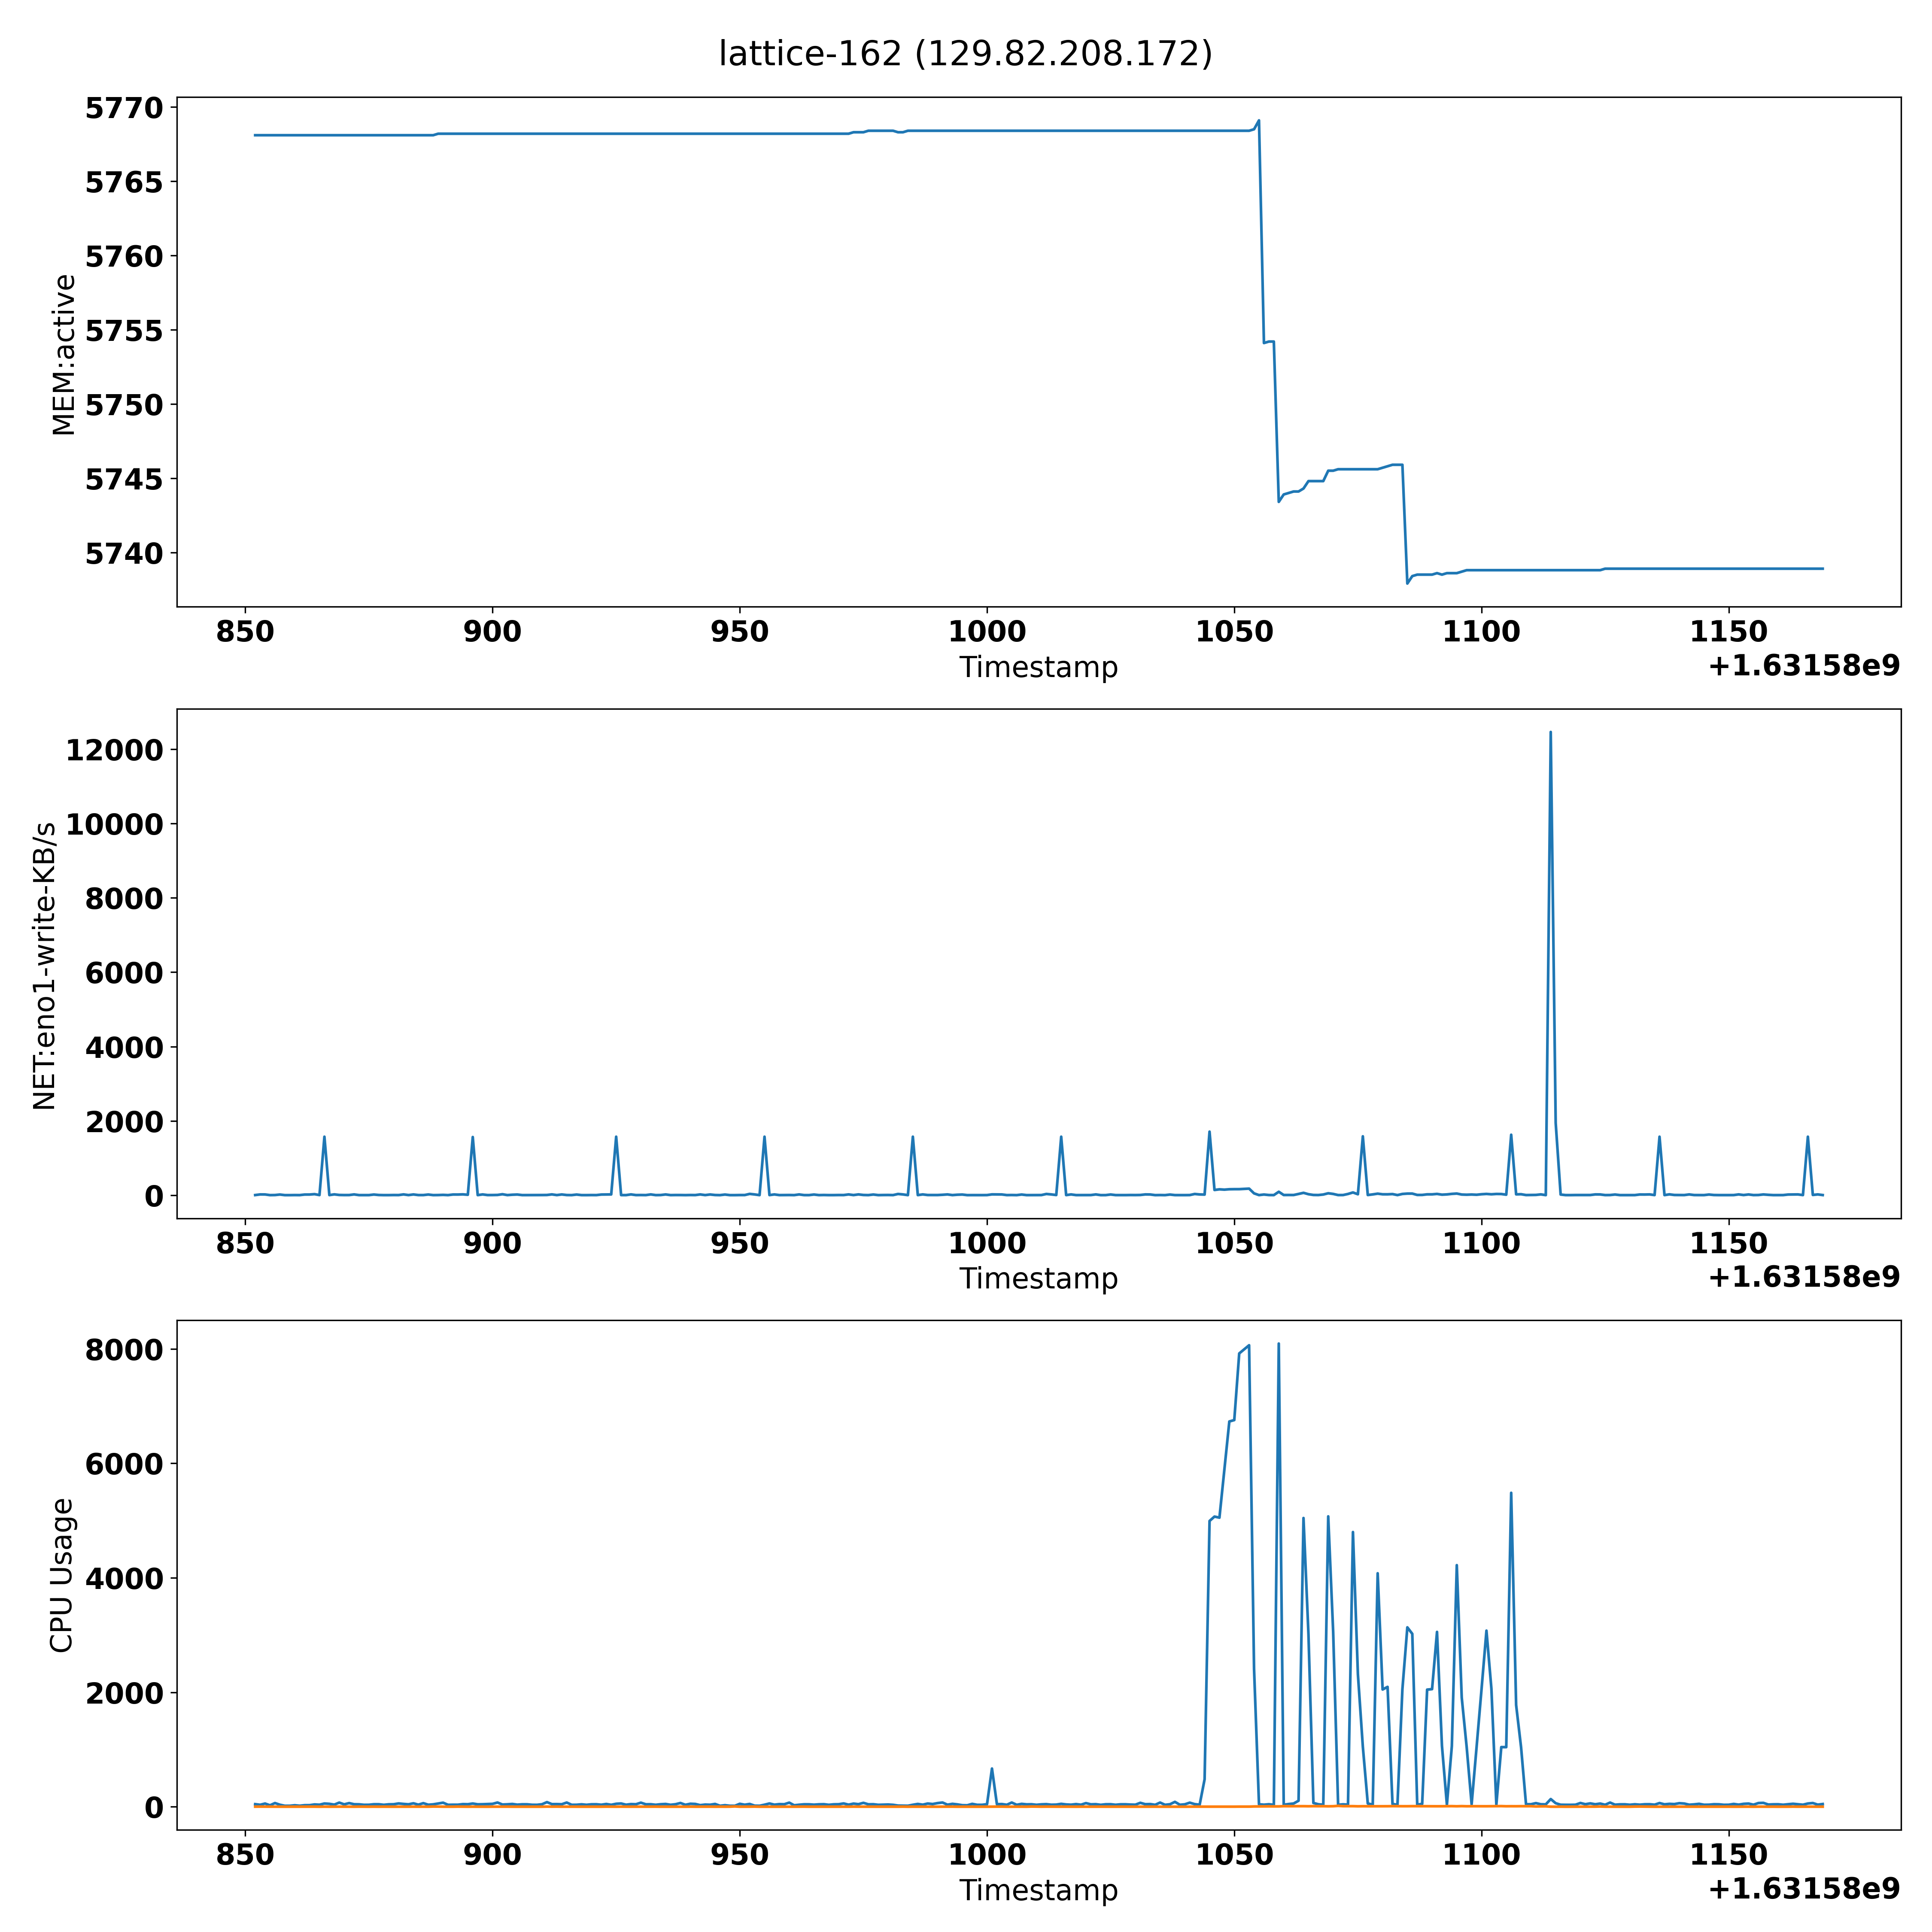 lattice-162 (129.82.208.172)
5770
5765
5760
5755
5750
5745
5740
MEM:active
850 900 950 1000 1050 1100 1150
Timestamp
+1.63158e9
12000
10000
8000
6000
4000
2000
0
NET:eno1-write-KB/s
850 900 950 1000 1050 1100 1150
Timestamp
+1.63158e9
8000
6000
4000
2000
0
CPU Usage
850 900 950 1000 1050 1100 1150
Timestamp
+1.63158e9